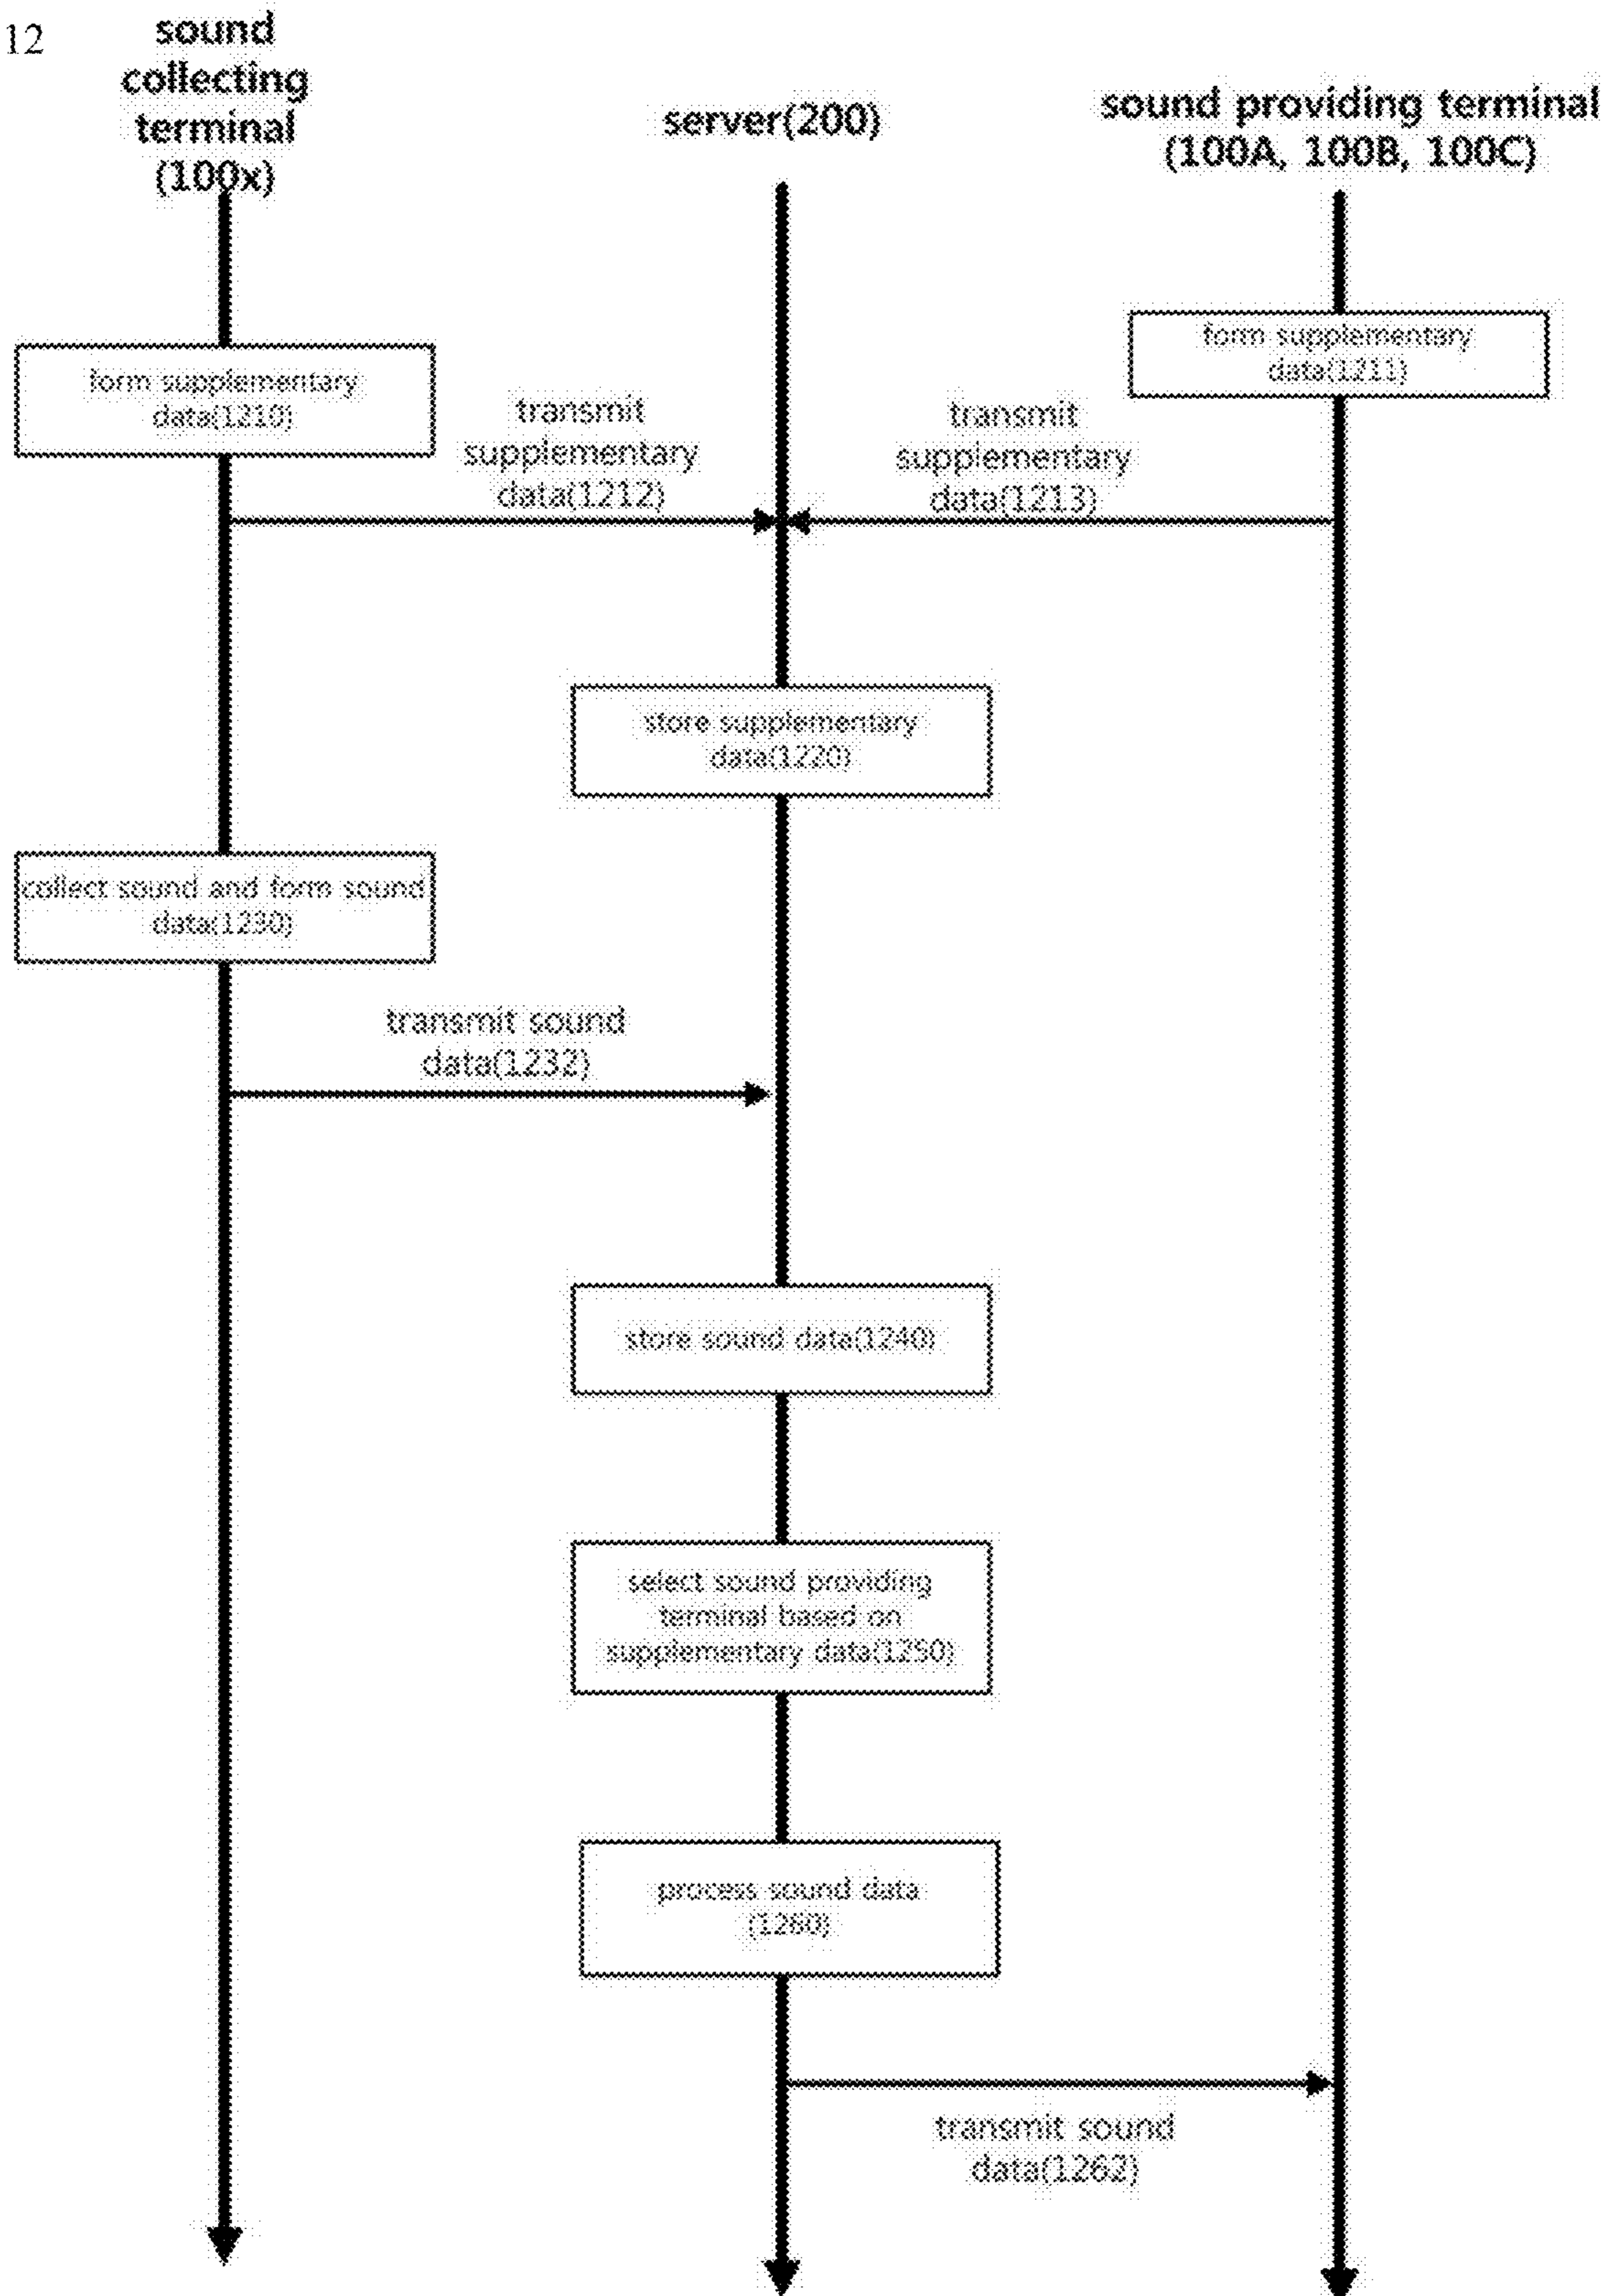 12
sound
collecting
terminal
(100x)
server(200)
sound providing terminal
(100A, 100B, 100C)
form supplementary
data(1211)
form supplementary
data(1210)
transmit
supplementary
data(1212)
transmit
supplementary
data(1213)
store supplementary
data(1220)
collect sound and form sound
data(1230)
transmit sound
data(1232)
store sound data(1240)
select sound providing
terminal based on
supplementary data(1250)
process sound data
(1260)
transmit sound
data(1262)